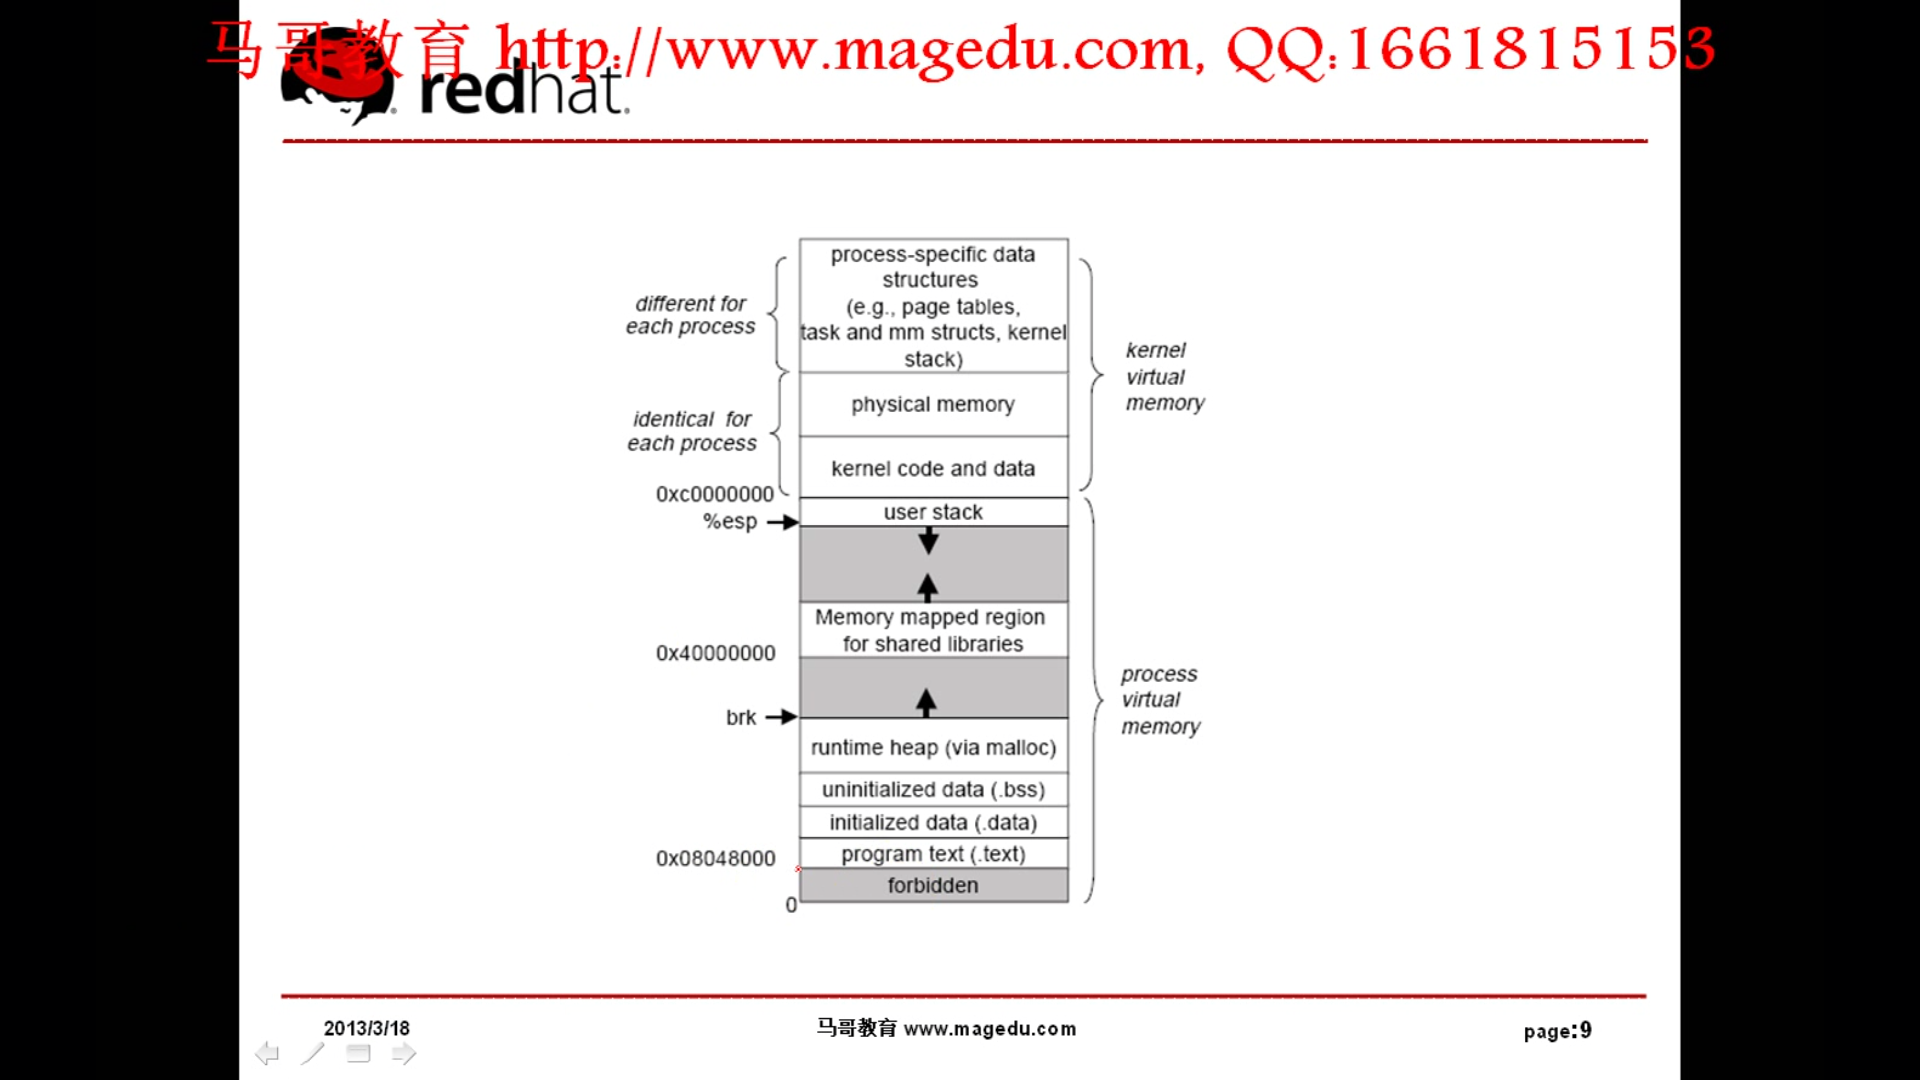 马哥教育 http://www.magedu.com, QQ:1661815153
redhat.
process-specific data
structures
(e.g., page tables,
task and mm structs, kernel
stack)
different for
each process
physical memory
identical for
each process
kernel code and data
kernel
virtual
memory
0xc0000000
user stack
%esp
Memory mapped region
for shared libraries
0x40000000
brk
runtime heap (via malloc)
uninitialized data (.bss)
initialized data (.data)
program text (.text)
0x08048000
forbidden
0
process
virtual
memory
2013/3/18
马哥教育 www.magedu.com
page:9